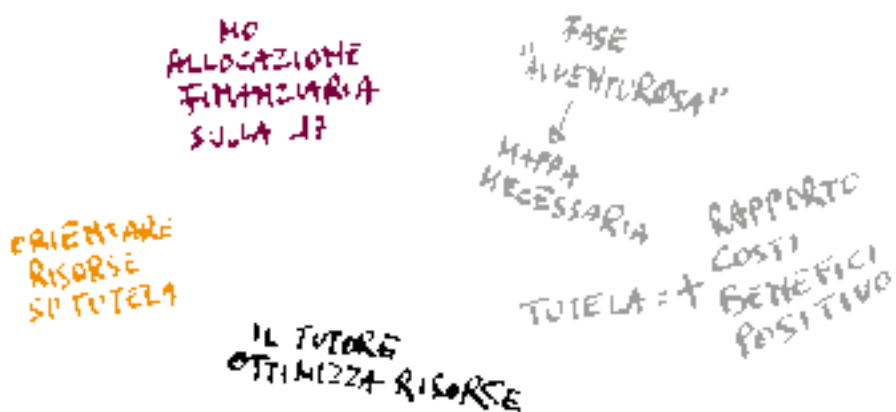 NO
ALLOCAZIONE
FINANZIARIA
SULLA 17
FASE
"AVVENTUROSA"
MAPPA
NECESSARIA
ORIENTARE
RISORSE
SU TUTELA
TUTELA = +
RAPPORTO
COSTI
BENEFICI
POSITIVO
IL TUTORE
OTTIMIZZA RISORSE